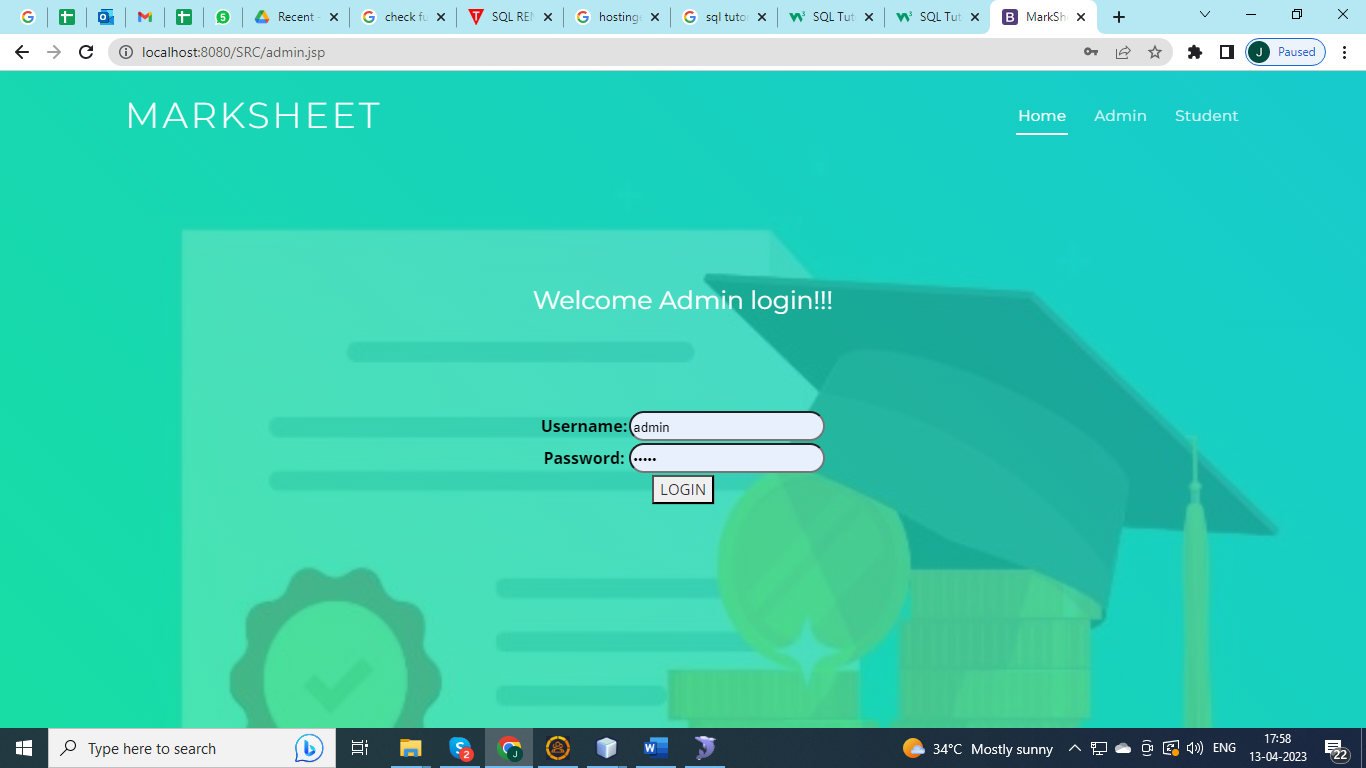 Recent -
check fu
SQL REN
hostinge
sql tutor
SQL Tut
SQL Tut
MarkSh
localhost:8080/SRC/admin.jsp
J
Paused
MARKSHEET
Home
Admin
Student
Welcome Admin login!!!
Username: admin
Password: •••••
LOGIN
Type here to search
34°C Mostly sunny
ENG
17:58
13-04-2023
22